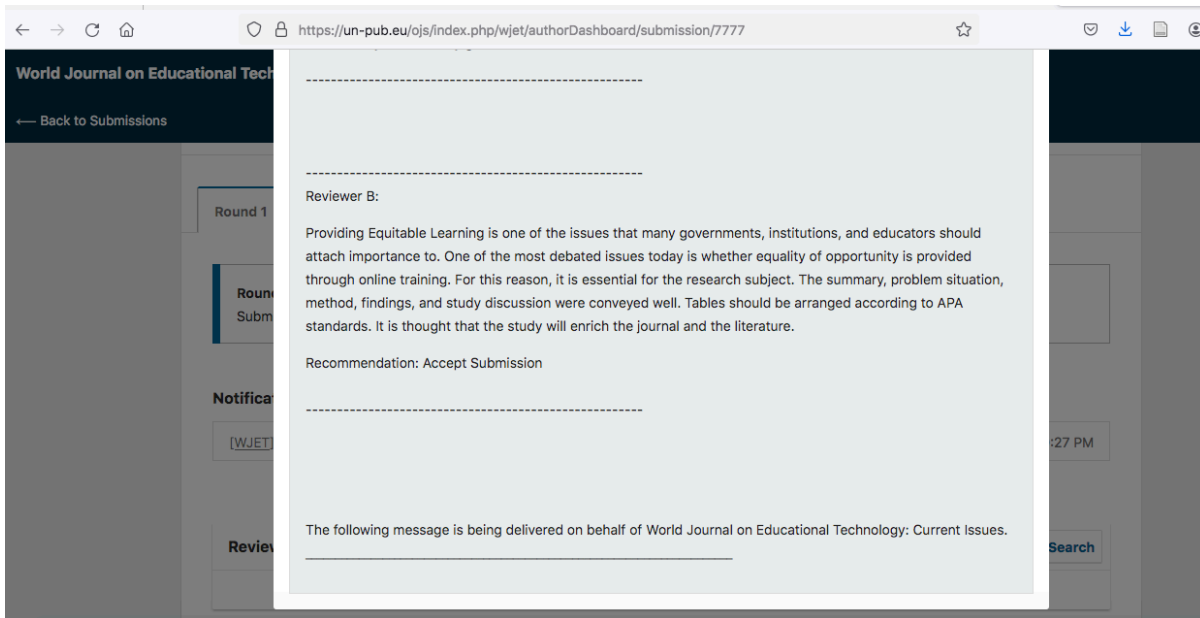 https://un-pub.eu/ojs/index.php/wjet/authorDashboard/submission/7777
World Journal on Educational Tech
← Back to Submissions
------------------------------------------------------
------------------------------------------------------
Round 1
Reviewer B:
Providing Equitable Learning is one of the issues that many governments, institutions, and educators should
attach importance to. One of the most debated issues today is whether equality of opportunity is provided
through online training. For this reason, it is essential for the research subject. The summary, problem situation,
method, findings, and study discussion were conveyed well. Tables should be arranged according to APA
standards. It is thought that the study will enrich the journal and the literature.
Recommendation: Accept Submission
------------------------------------------------------
Roun
Subm
Notifica
[WJET]
:27 PM
The following message is being delivered on behalf of World Journal on Educational Technology: Current Issues.
Review
Search